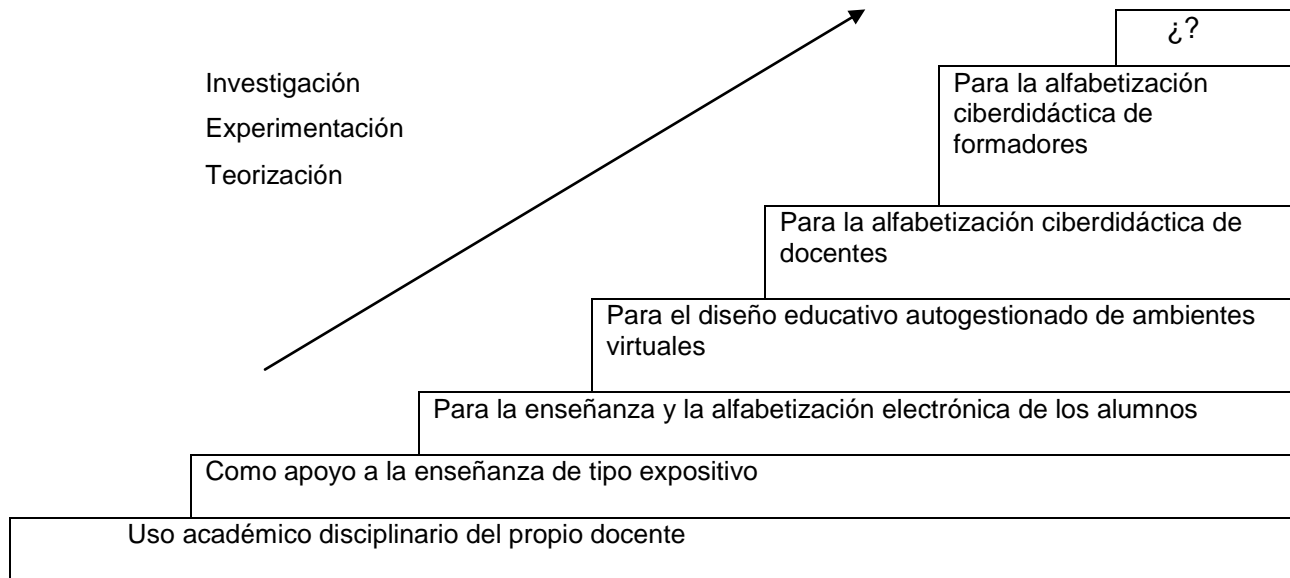 ¿?
Investigación
Experimentación
Teorización
Para la alfabetización
ciberdidáctica de
formadores
Para la alfabetización ciberdidáctica de
docentes
Para el diseño educativo autogestionado de ambientes
virtuales
Para la enseñanza y la alfabetización electrónica de los alumnos
Como apoyo a la enseñanza de tipo expositivo
Uso académico disciplinario del propio docente